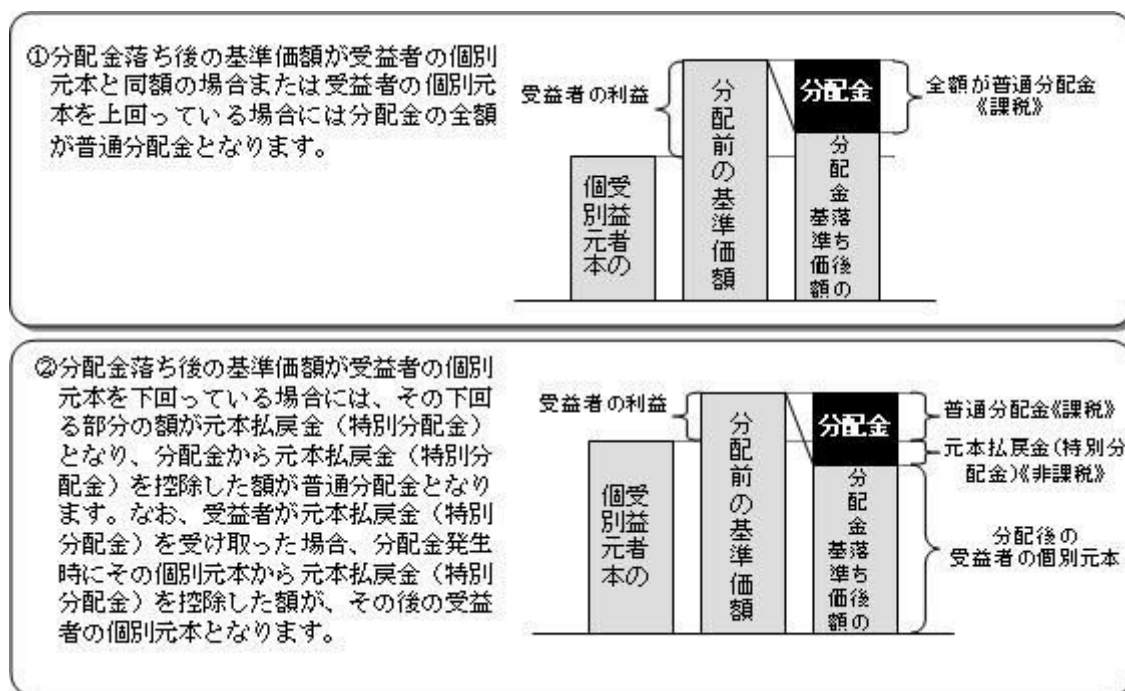 ①分配金落ち後の基準価額が受益者の個別
元本と同額の場合または受益者の個別元
本を上回っている場合には分配金の全額
が普通分配金となります。
受益者の利益
受益者の
個別元本
分配前の基準価額
分配金
分配金落ち後の
基準価額
全額が普通分配金
《課税》
②分配金落ち後の基準価額が受益者の個別
元本を下回っている場合には、その下回
る部分の額が元本払戻金（特別分配金）
となり、分配金から元本払戻金（特別分
配金）を控除した額が普通分配金となり
ます。なお、受益者が元本払戻金（特別
分配金）を受け取った場合、分配金発生
時にその個別元本から元本払戻金（特別
分配金）を控除した額が、その後の受益
者の個別元本となります。
受益者の利益
受益者の
個別元本
分配前の基準価額
分配金
分配金落ち後の
基準価額
普通分配金《課税》
元本払戻金(特別分
配金)《非課税》
分配後の
受益者の個別元本